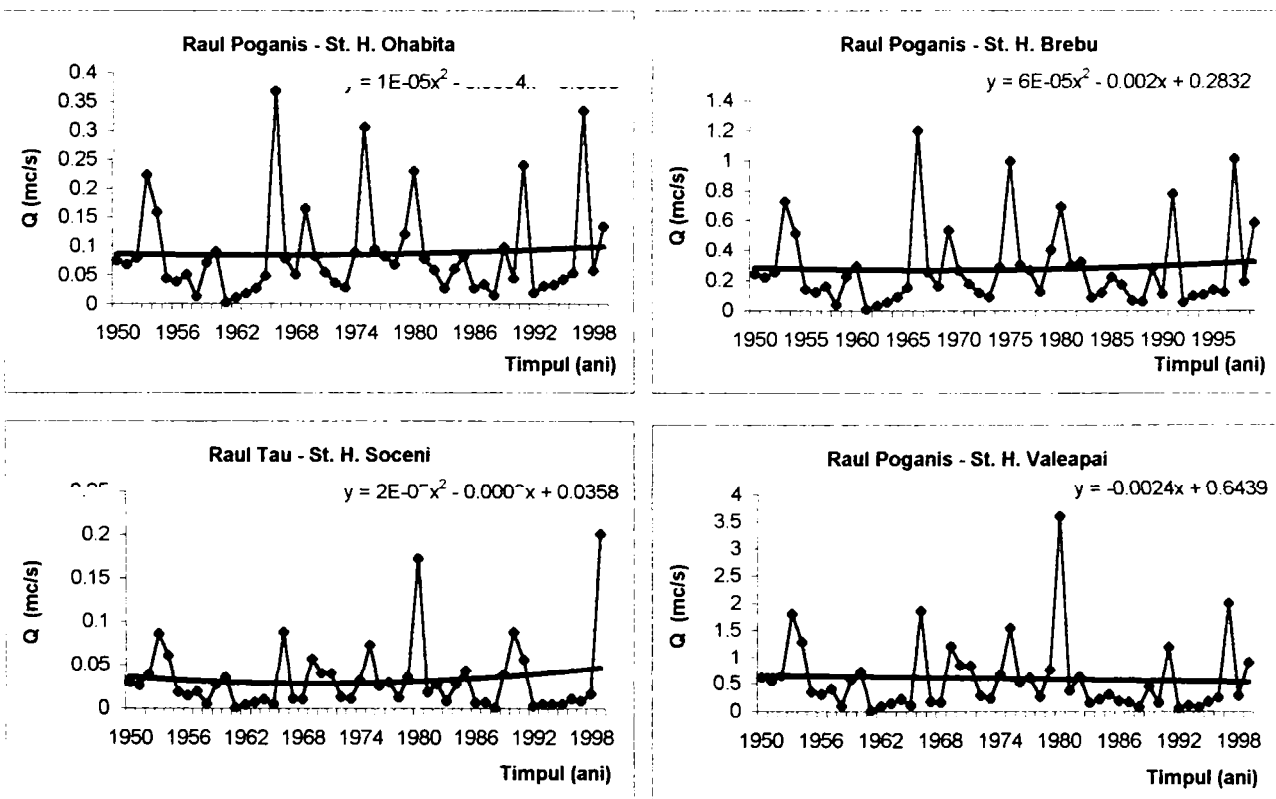 Raul Poganis - St. H. Ohabita
= 1E-05x² -
Q (mc/s)
0.4
0.35
0.3
0.25
0.2
0.15
0.1
0.05
0
1950 1956 1962 1968 1974 1980 1986 1992 1998
Timpul (ani)
Raul Poganis - St. H. Brebu
y = 6E-05x² - 0.002x + 0.2832
Q (mc/s)
1.4
1.2
1
0.8
0.6
0.4
0.2
0
1950 1955 1960 1965 1970 1975 1980 1985 1990 1995
Timpul (ani)
Raul Tau - St. H. Soceni
y = - + 0.0358
Q (mc/s)
0.2
0.15
0.1
0.05
0
1950 1956 1962 1968 1974 1980 1986 1992 1998
Timpul (ani)
Raul Poganis - St. H. Valeapai
y = -0.0024x + 0.6439
Q (mc/s)
4
3.5
3
2.5
2
1.5
1
0.5
0
1950 1956 1962 1968 1974 1980 1986 1992 1998
Timpul (ani)